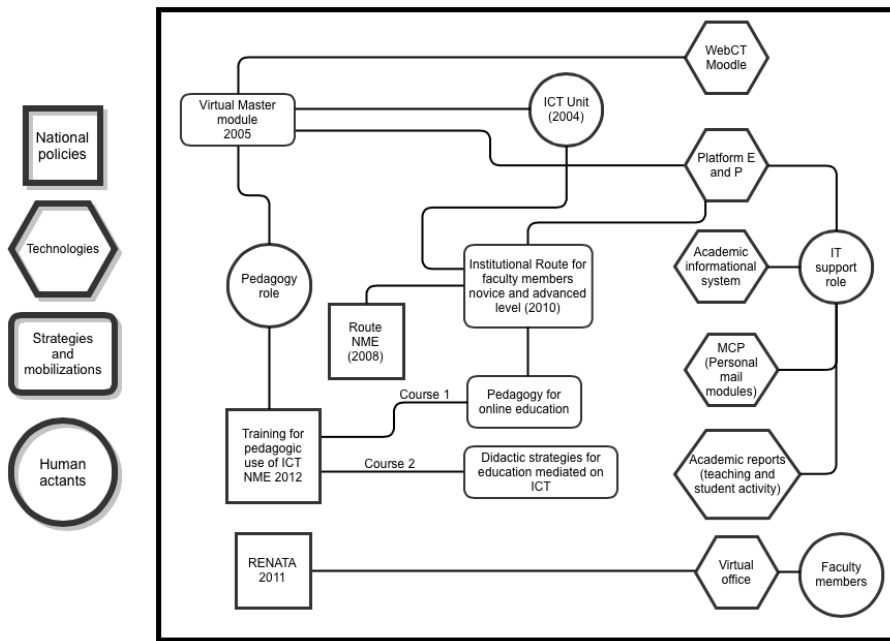 National
policies
Technologies
Strategies
and
mobilizations
Human
actants
WebCT
Moodle
Virtual Master
module
2005
ICT Unit
(2004)
Platform E
and P
Pedagogy
role
Institutional Route for
faculty members
novice and advanced
level (2010)
Academic
informational
system
IT
support
role
Route
NME
(2008)
MCP
(Personal
mail
modules)
Course 1
Pedagogy for
online education
Training for
pedagogic
use of ICT
NME 2012
Course 2
Didactic strategies for
education mediated on
ICT
Academic reports
(teaching and
student activity)
RENATA
2011
Virtual
office
Faculty
members